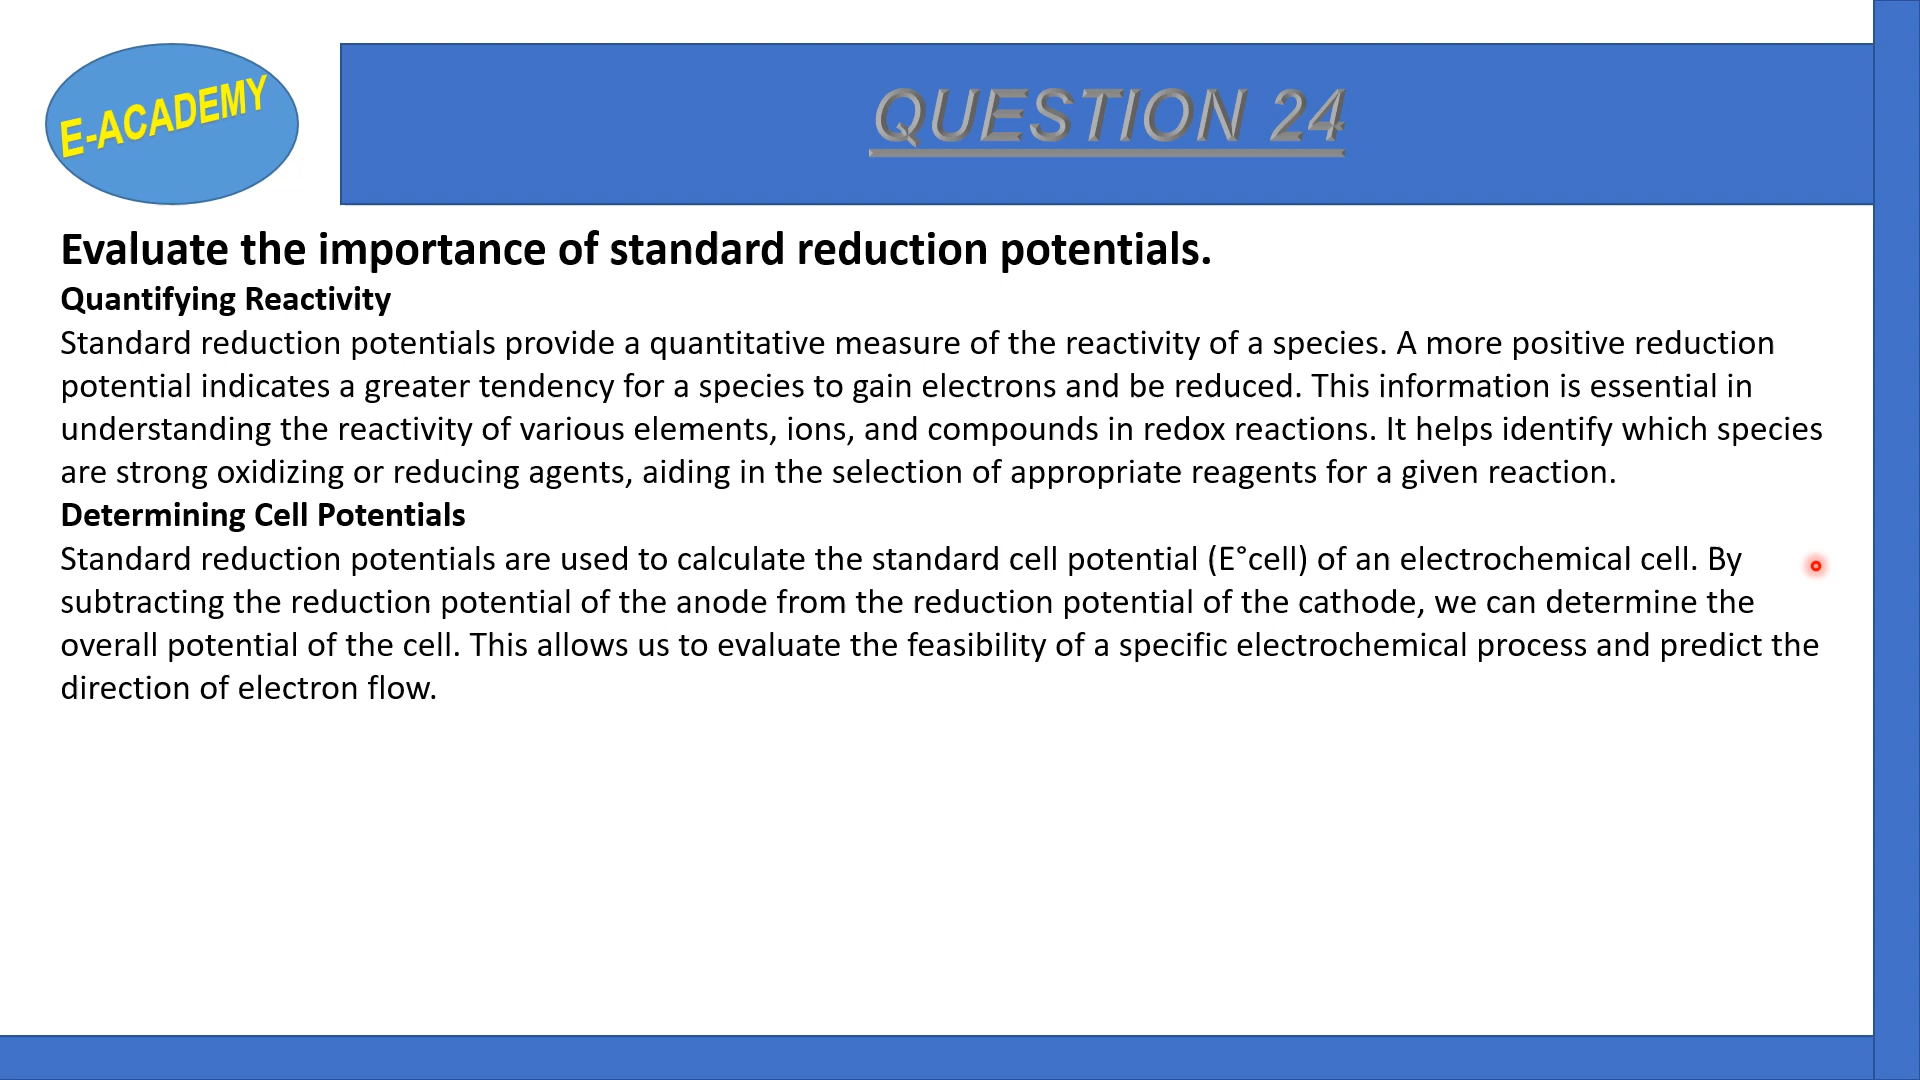 E-ACADEMY
QUESTION 24
Evaluate the importance of standard reduction potentials.
Quantifying Reactivity
Standard reduction potentials provide a quantitative measure of the reactivity of a species. A more positive reduction
potential indicates a greater tendency for a species to gain electrons and be reduced. This information is essential in
understanding the reactivity of various elements, ions, and compounds in redox reactions. It helps identify which species
are strong oxidizing or reducing agents, aiding in the selection of appropriate reagents for a given reaction.
Determining Cell Potentials
Standard reduction potentials are used to calculate the standard cell potential (E°cell) of an electrochemical cell. By
subtracting the reduction potential of the anode from the reduction potential of the cathode, we can determine the
overall potential of the cell. This allows us to evaluate the feasibility of a specific electrochemical process and predict the
direction of electron flow.